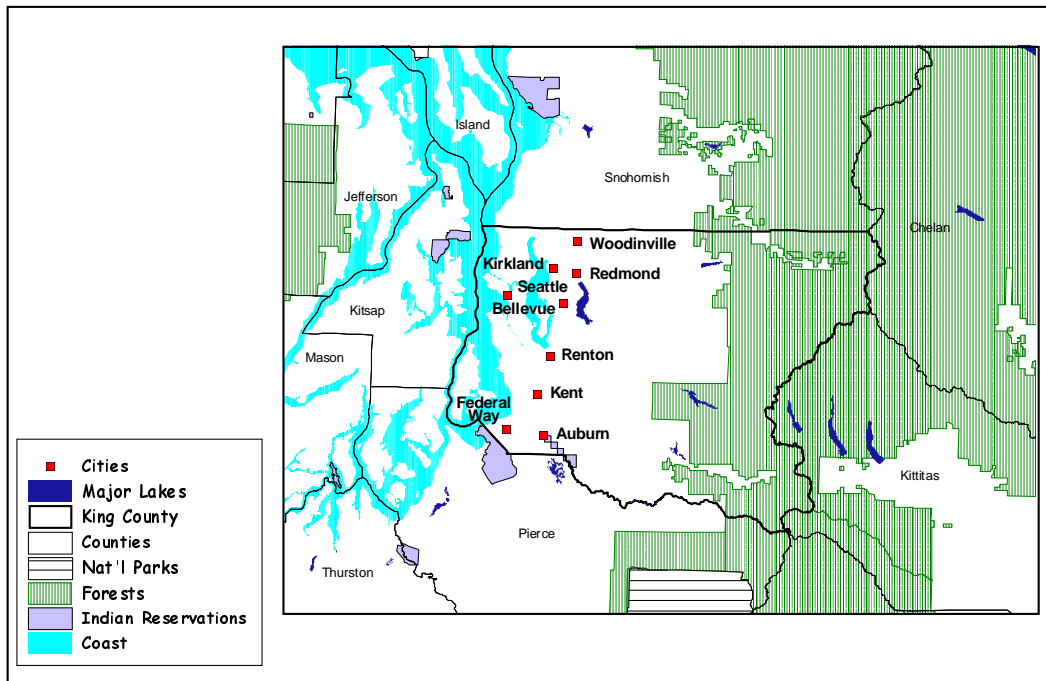 Island
Snohomish
Jefferson
Chelan
Woodinville
Kirkland
Redmond
Seattle
Bellevue
Kitsap
Mason
Renton
Kent
Federal
Way
Auburn
Kittitas
Pierce
Thurston
Cities
Major Lakes
King County
Counties
Nat'l Parks
Forests
Indian Reservations
Coast